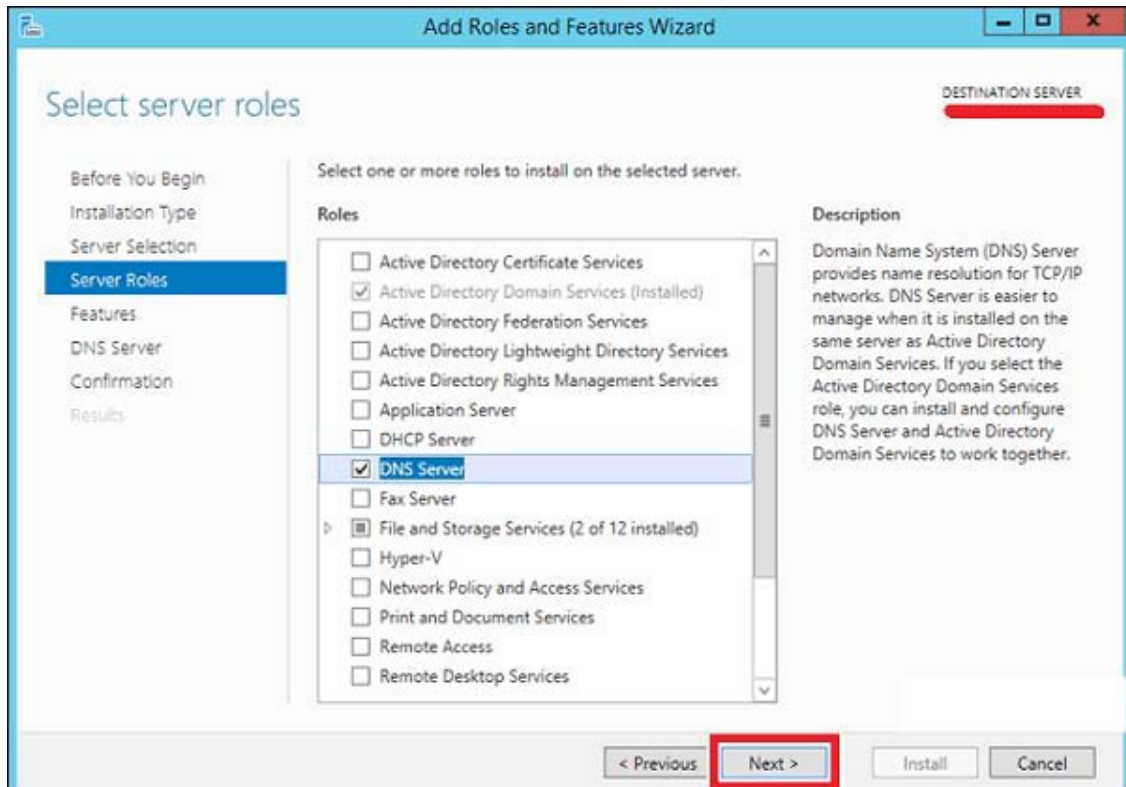 Add Roles and Features Wizard
Select server roles
DESTINATION SERVER
Before You Begin
Installation Type
Server Selection
Server Roles
Features
DNS Server
Confirmation
Results
Select one or more roles to install on the selected server.
Roles
Active Directory Certificate Services
Active Directory Domain Services (Installed)
Active Directory Federation Services
Active Directory Lightweight Directory Services
Active Directory Rights Management Services
Application Server
DHCP Server
DNS Server
Fax Server
File and Storage Services (2 of 12 installed)
Hyper-V
Network Policy and Access Services
Print and Document Services
Remote Access
Remote Desktop Services
Description
Domain Name System (DNS) Server
provides name resolution for TCP/IP
networks. DNS Server is easier to
manage when it is installed on the
same server as Active Directory
Domain Services. If you select the
Active Directory Domain Services
role, you can install and configure
DNS Server and Active Directory
Domain Services to work together.
< Previous
Next >
Install
Cancel